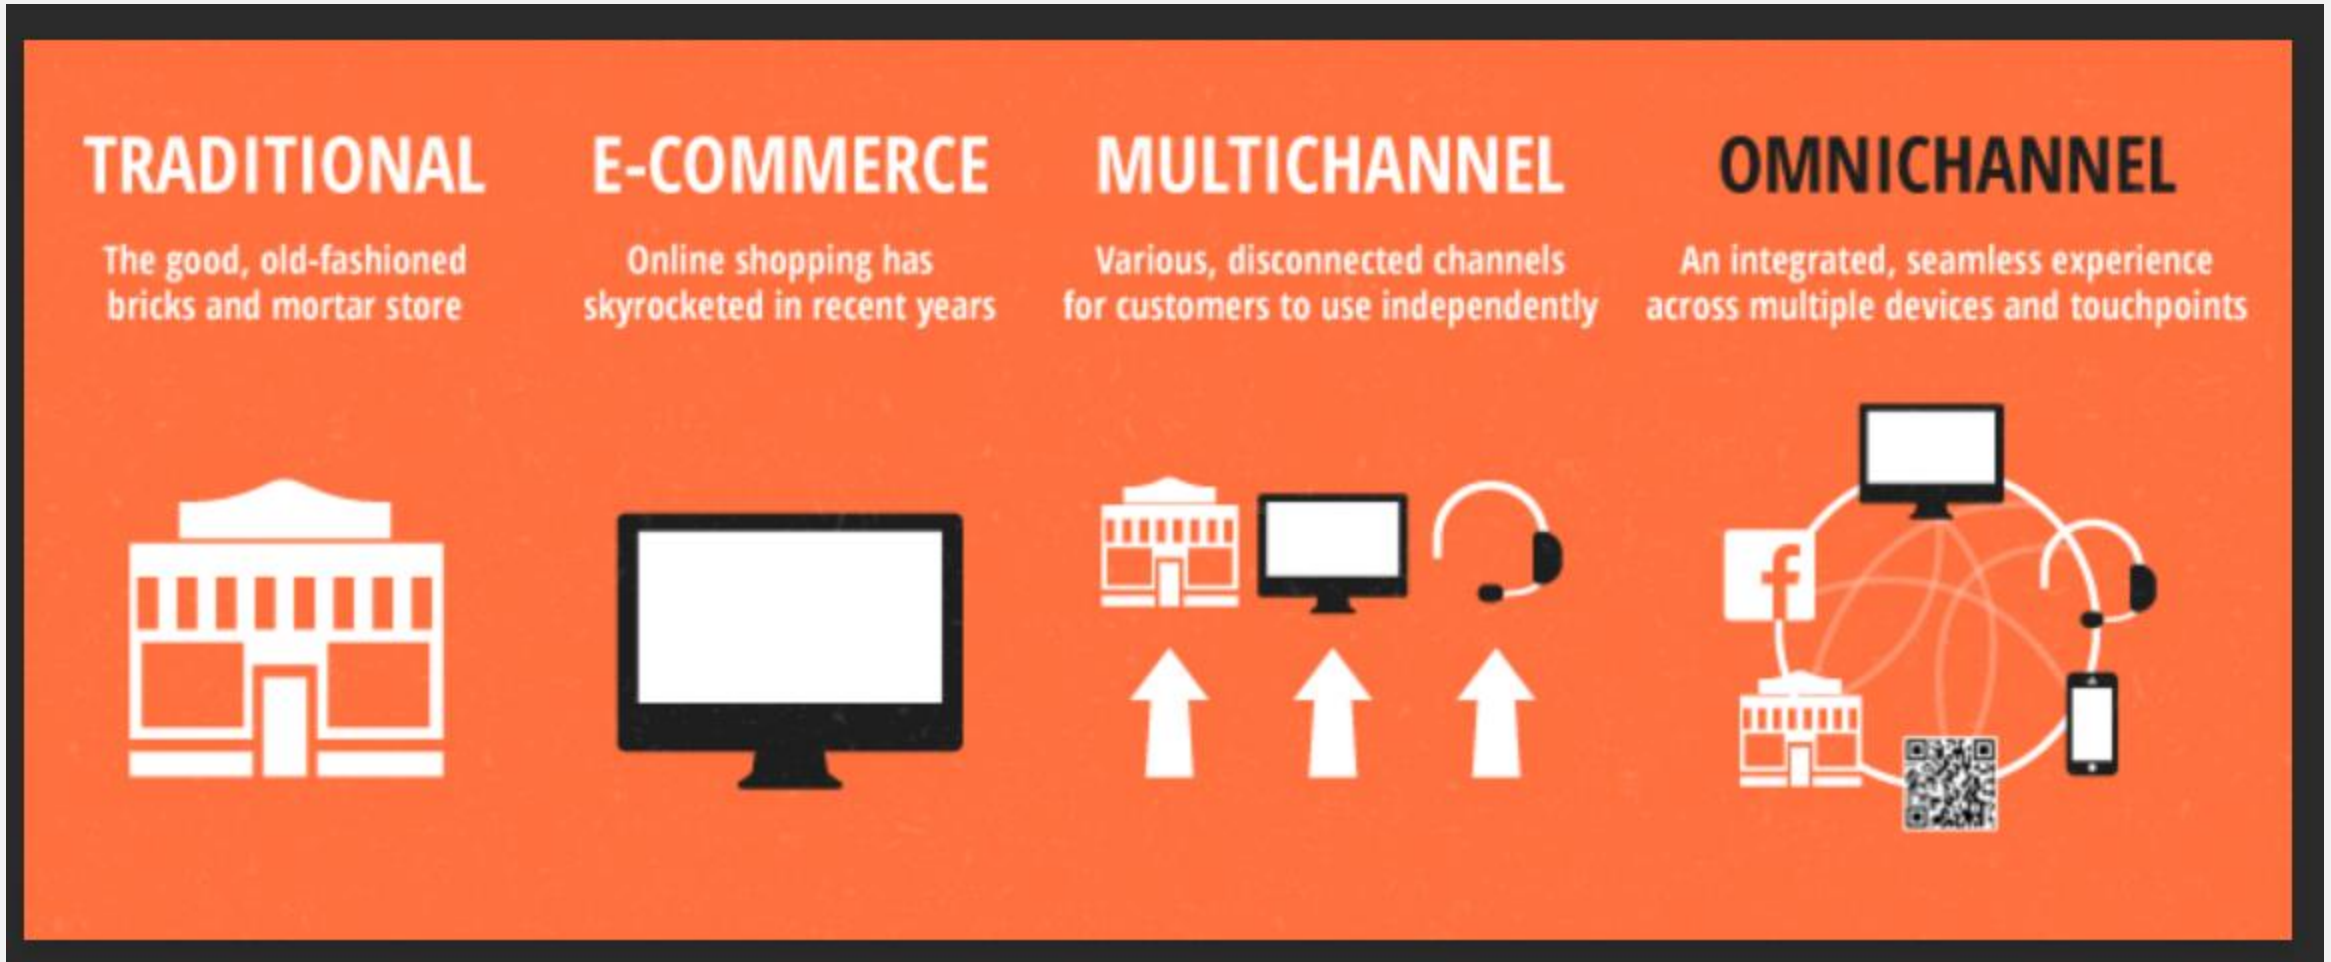 TRADITIONAL
The good, old-fashioned
bricks and mortar store
E-COMMERCE
Online shopping has
skyrocketed in recent years
MULTICHANNEL
Various, disconnected channels
for customers to use independently
OMNICHANNEL
An integrated, seamless experience
across multiple devices and touchpoints
f